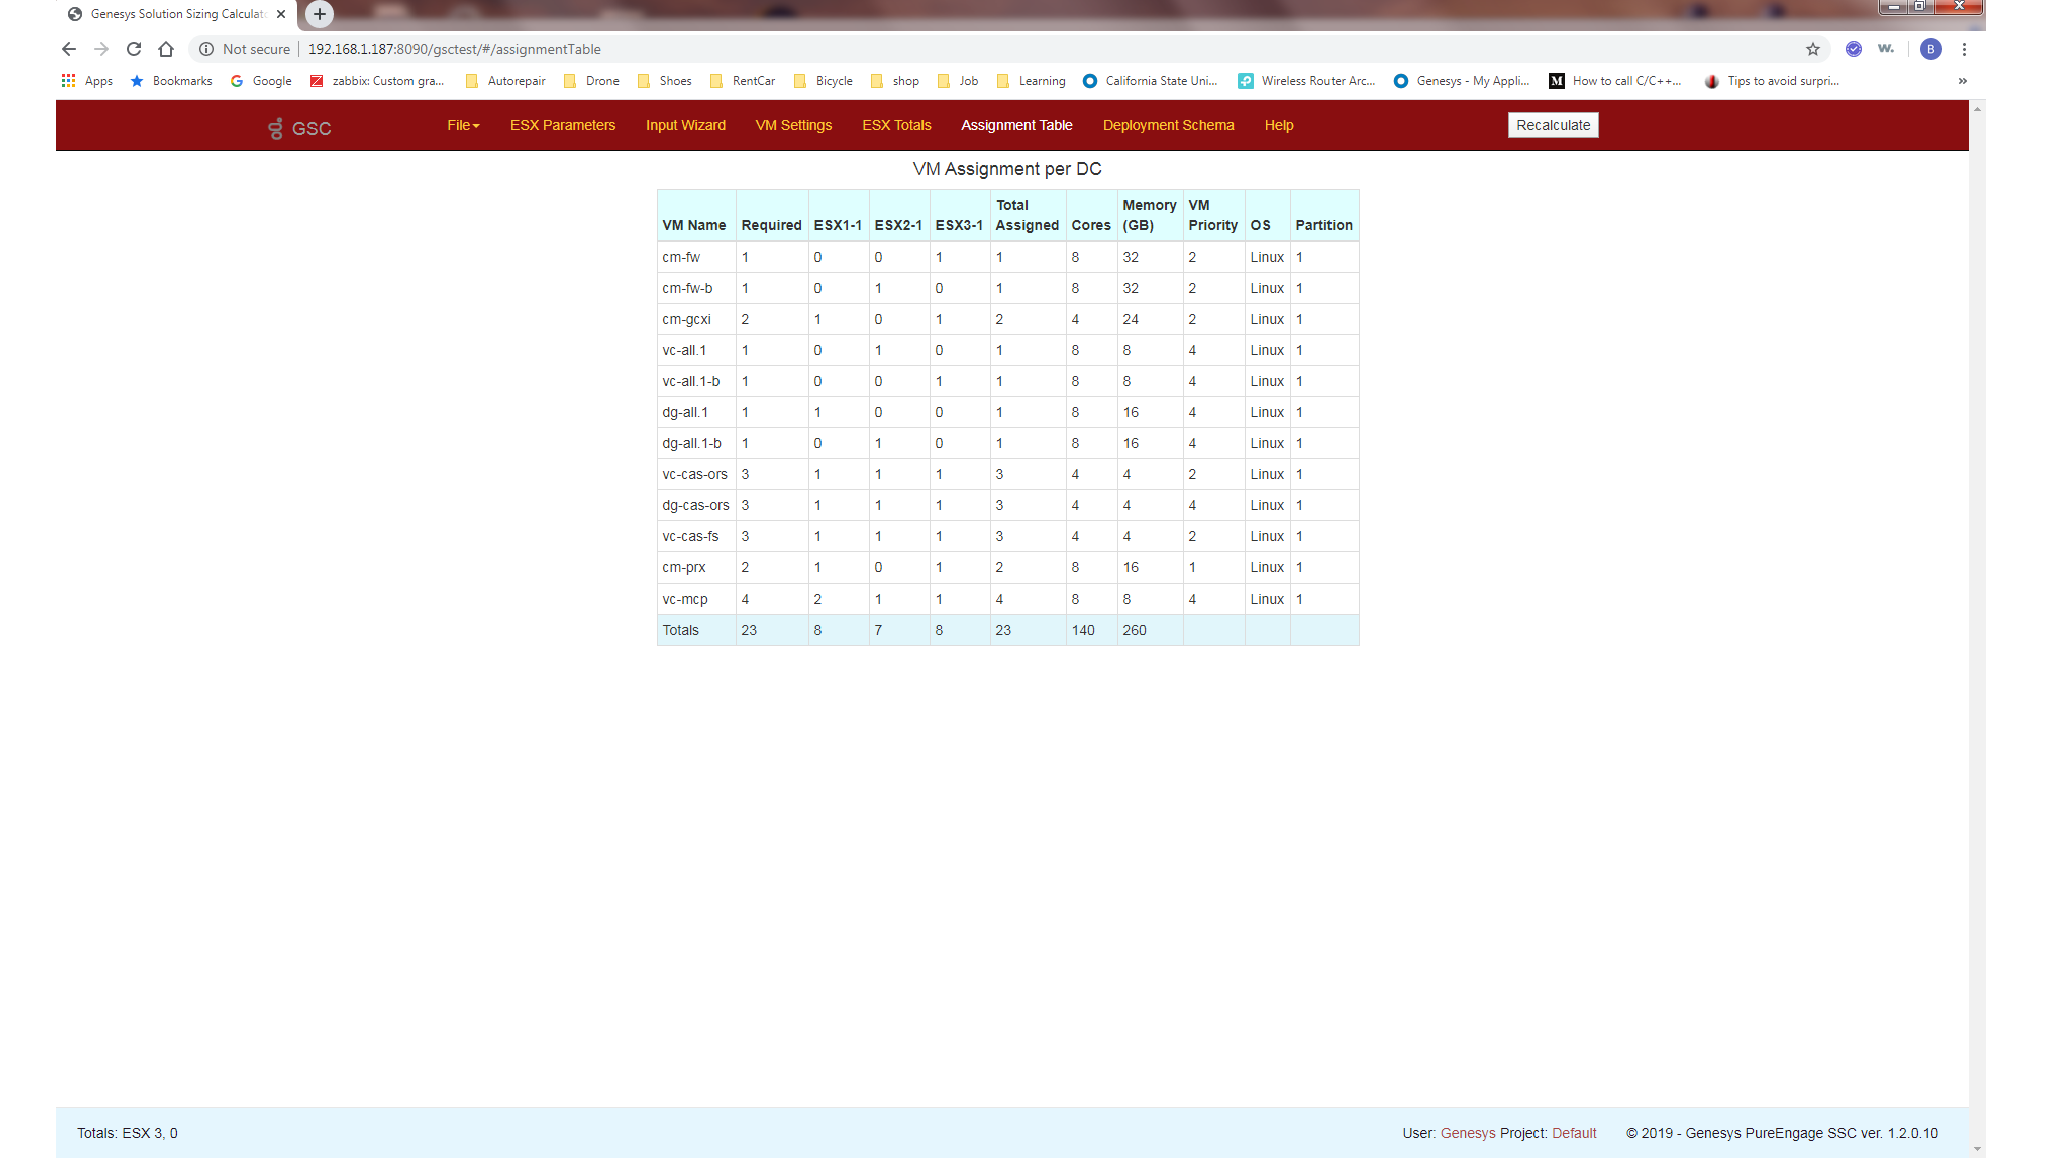 Genesys Solution Sizing Calculat
Not secure 192.168.1.187:8090/gsctest/#/assignmentTable B
Apps Bookmarks Google zabbix: Custom gra... Autorepair Drone Shoes RentCar Bicycle shop Job Learning California State Uni... Wireless Router Arc... Genesys - My Appli... M How to call C/C++... Tips to avoid surpri... »
GSC File ESX Parameters Input Wizard VM Settings ESX Totals Assignment Table Deployment Schema Help Recalculate
VM Assignment per DC
VM Name Required ESX1-1 ESX2-1 ESX3-1 Total Assigned Cores Memory (GB) VM Priority OS Partition
cm-fw 1 0 0 1 1 8 32 2 Linux 1
cm-fw-b 1 0 1 0 1 8 32 2 Linux 1
cm-gcxi 2 1 0 1 2 4 24 2 Linux 1
vc-all.1 1 0 1 0 1 8 8 4 Linux 1
vc-all.1-b 1 0 0 1 1 8 8 4 Linux 1
dg-all.1 1 1 0 0 1 8 16 4 Linux 1
dg-all.1-b 1 0 1 0 1 8 16 4 Linux 1
vc-cas-ors 3 1 1 1 3 4 4 2 Linux 1
dg-cas-ors 3 1 1 1 3 4 4 4 Linux 1
vc-cas-fs 3 1 1 1 3 4 4 2 Linux 1
cm-prx 2 1 0 1 2 8 16 1 Linux 1
vc-mcp 4 2 1 1 4 8 8 4 Linux 1
Totals 23 8 7 8 23 140 260
Totals: ESX 3, 0 User: Genesys Project: Default © 2019 - Genesys PureEngage SSC ver. 1.2.0.10